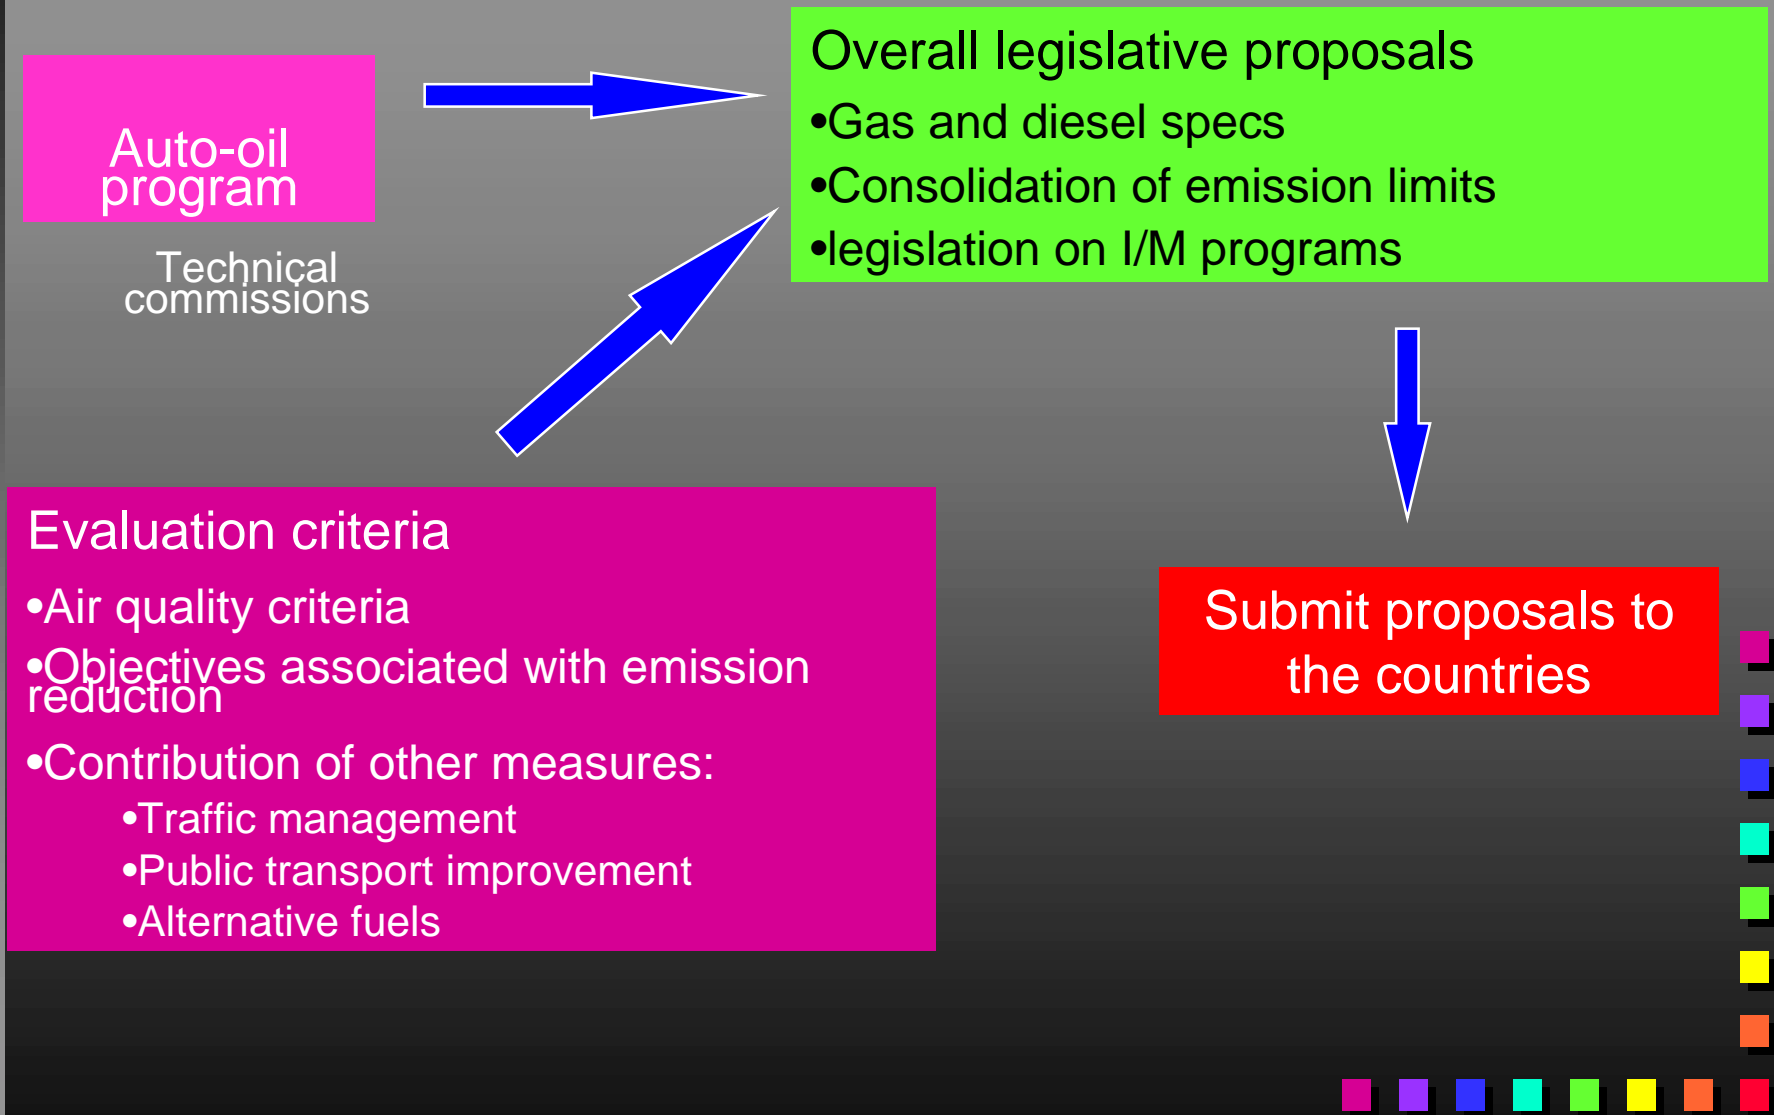 Auto-oil
program
Technical
commissions
Overall legislative proposals
•Gas and diesel specs
•Consolidation of emission limits
•legislation on I/M programs
Evaluation criteria
•Air quality criteria
•Objectives associated with emission
reduction
•Contribution of other measures:
•Traffic management
•Public transport improvement
•Alternative fuels
Submit proposals to
the countries